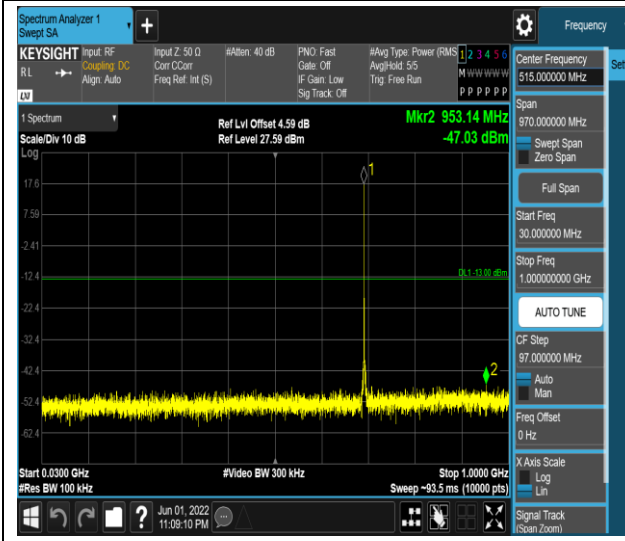 Spectrum Analyzer 1
Swept SA
Frequency
KEYSIGHT
RL
LXI
Input: RF
Coupling: DC
Align: Auto
Input Z: 50 Ω
Corr CCorr
Freq Ref: Int (S)
#Atten: 40 dB
PNO: Fast
Gate: Off
IF Gain: Low
Sig Track: Off
#Avg Type: Power (RMS
Avg|Hold: 5/5
Trig: Free Run
1 2 3 4 5 6
M W W W W W
P P P P P P
1 Spectrum
Scale/Div 10 dB
Ref Lvl Offset 4.59 dB
Ref Level 27.59 dBm
Mkr2 953.14 MHz
-47.03 dBm
Log
17.6
7.59
-2.41
-12.4
-22.4
-32.4
-42.4
-52.4
-62.4
1
DL1 -13.00 dBm
2
Start 0.0300 GHz
#Res BW 100 kHz
#Video BW 300 kHz
Stop 1.0000 GHz
Sweep ~93.5 ms (10000 pts)
Jun 01, 2022
11:09:10 PM
Center Frequency
515.000000 MHz
Set
Span
970.000000 MHz
Swept Span
Zero Span
Full Span
Start Freq
30.000000 MHz
Stop Freq
1.000000000 GHz
AUTO TUNE
CF Step
97.000000 MHz
Auto
Man
Freq Offset
0 Hz
X Axis Scale
Log
Lin
Signal Track
(Span Zoom)